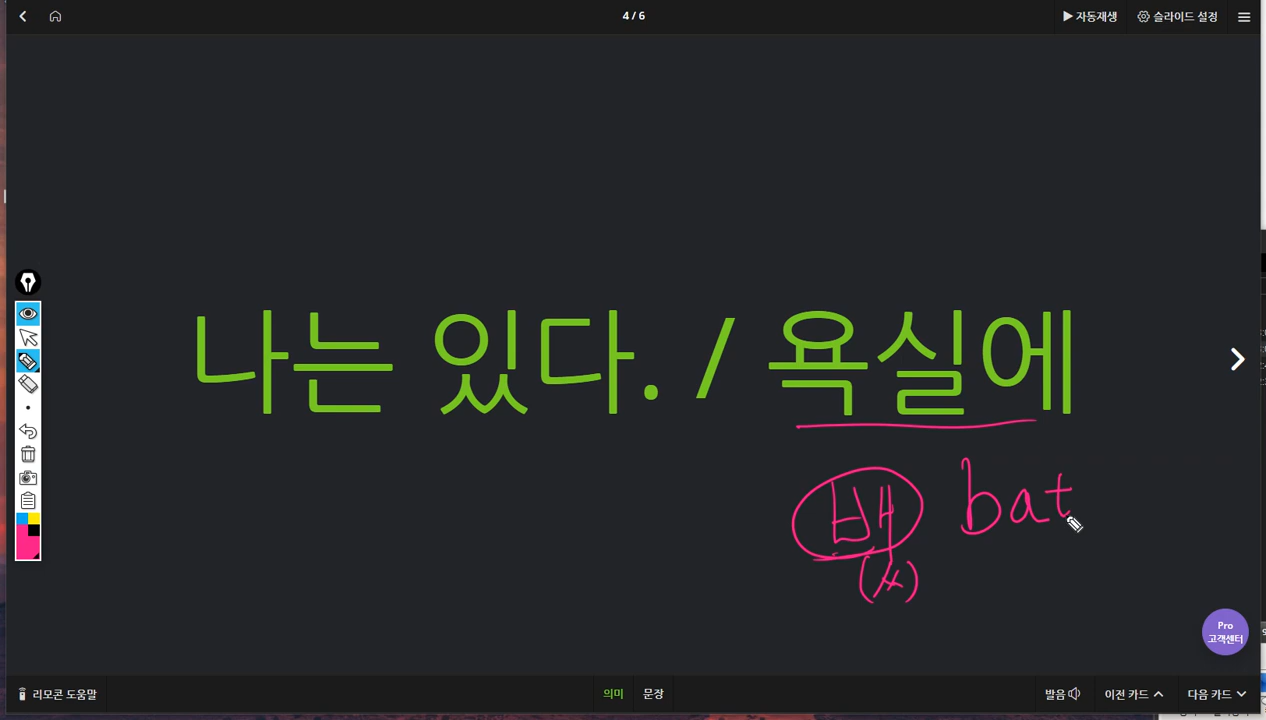 4 / 6
자동재생
슬라이드 설정
나는 있다. / 욕실에
배 bat
(x)
Pro
고객센터
리모콘 도움말
의미
문장
발음
이전 카드
다음 카드